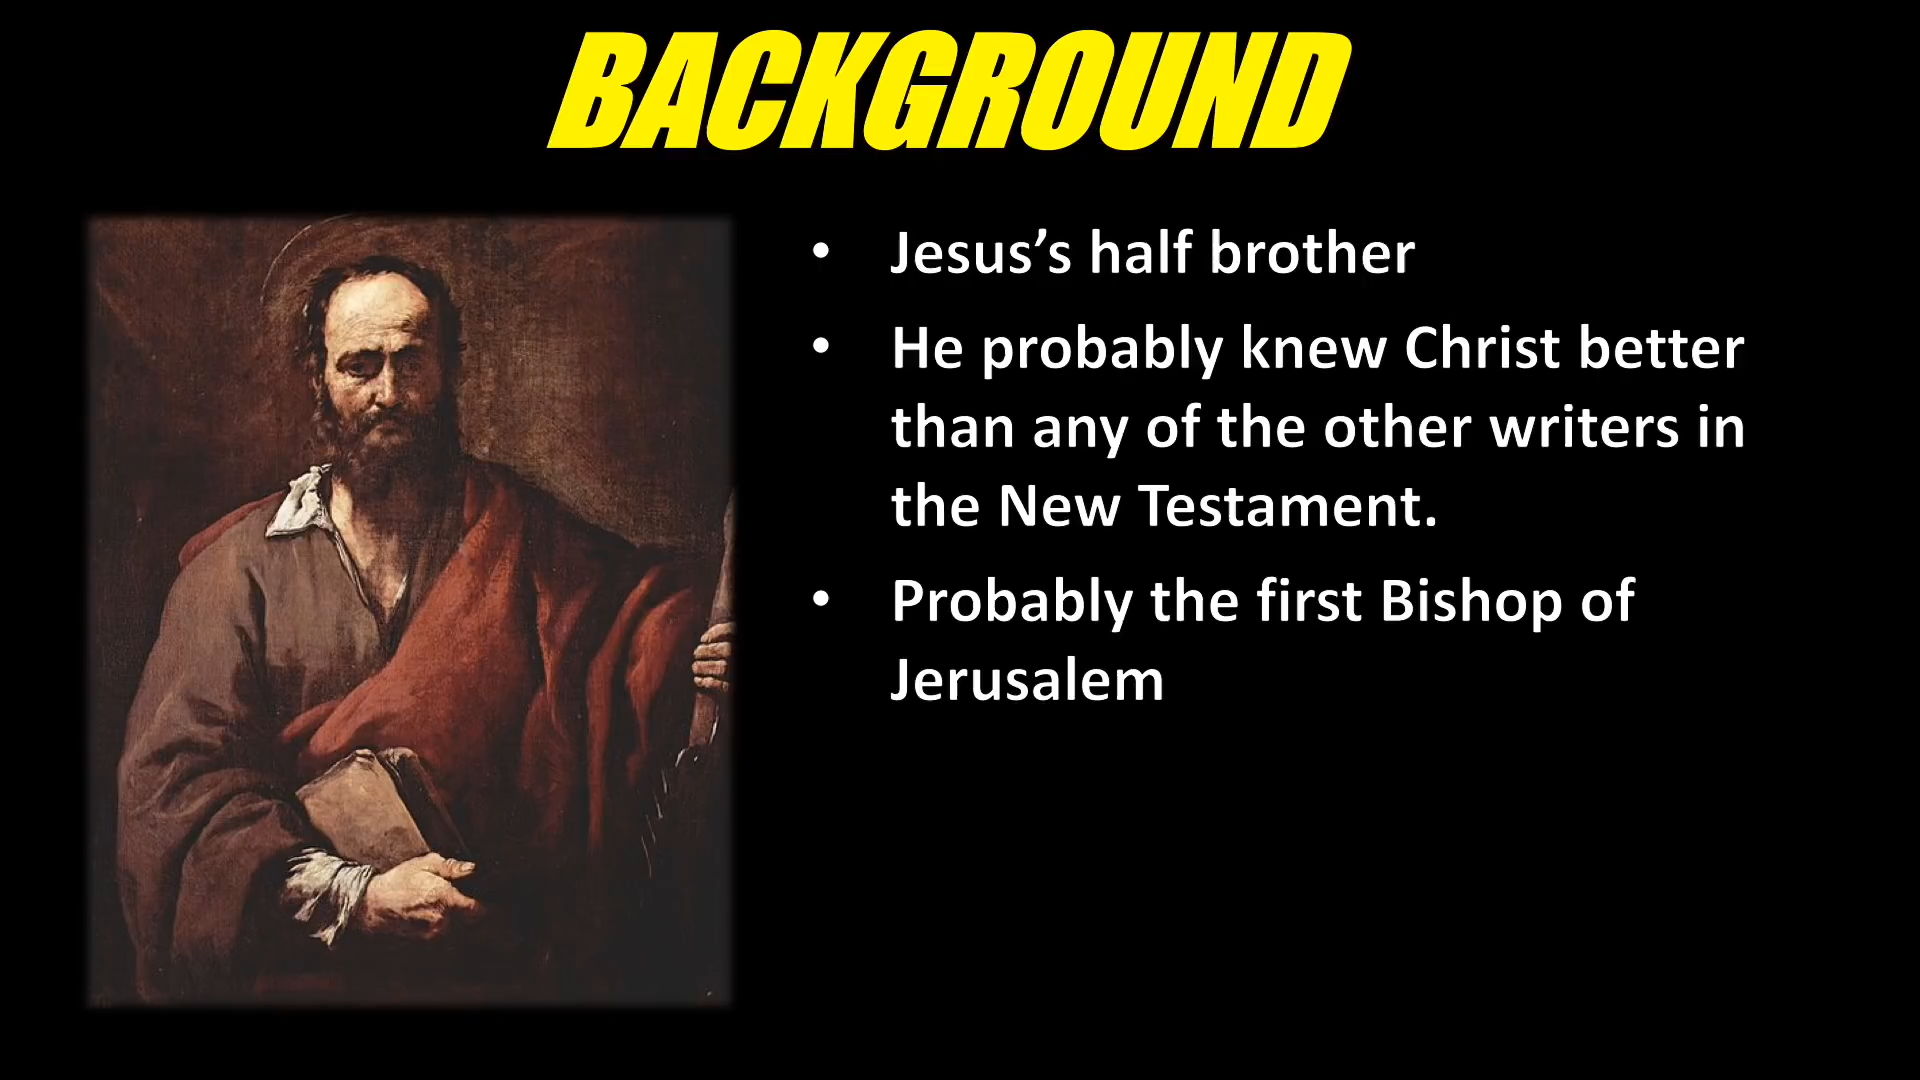 BACKGROUND
• Jesus’s half brother
• He probably knew Christ better
than any of the other writers in
the New Testament.
• Probably the first Bishop of
Jerusalem